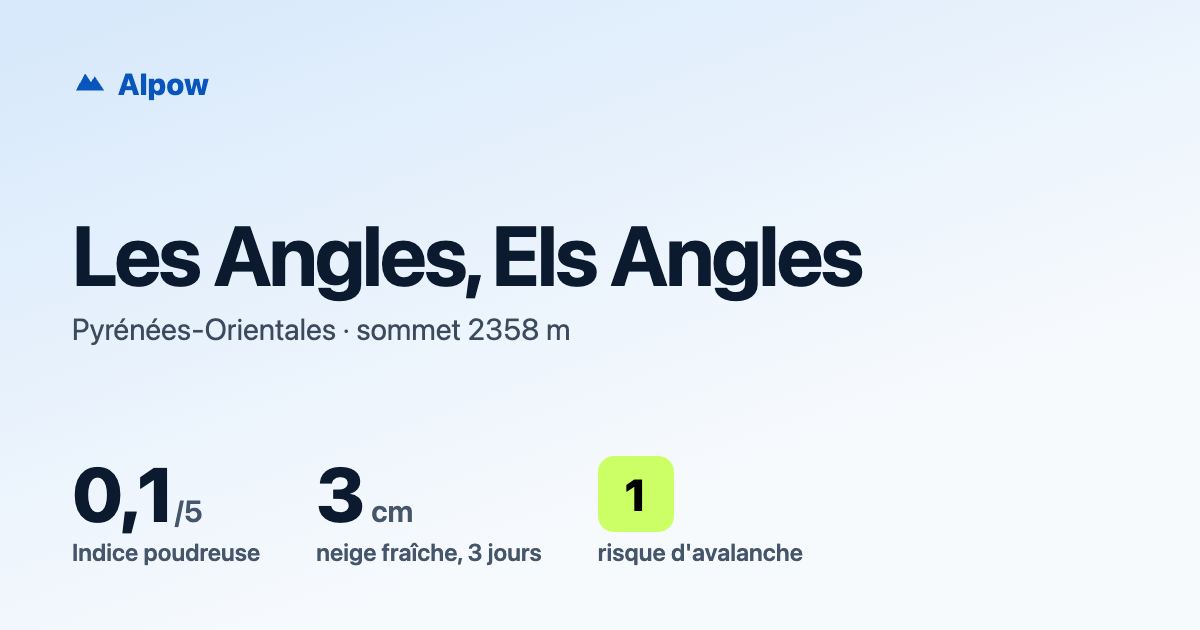 Alpow
Les Angles, Els Angles
Pyrénées-Orientales · sommet 2358 m
0,1/5
Indice poudreuse
3 cm
neige fraîche, 3 jours
1
risque d'avalanche